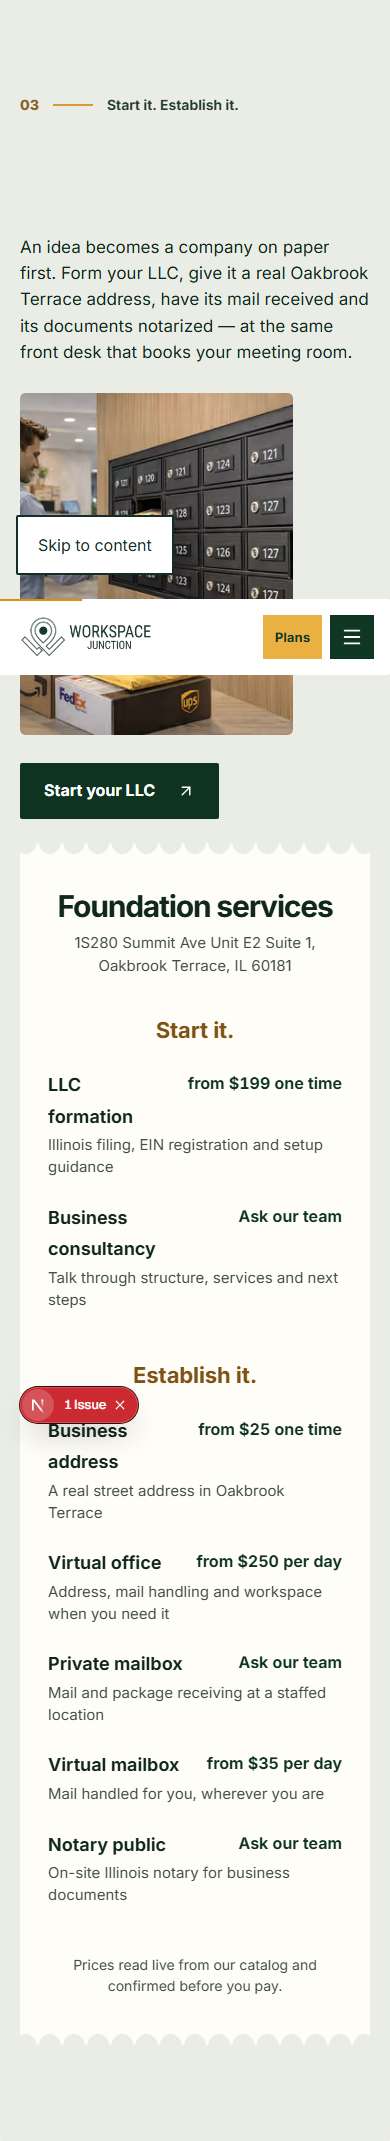 03 Start it. Establish it.
An idea becomes a company on paper
first. Form your LLC, give it a real Oakbrook
Terrace address, have its mail received and
its documents notarized — at the same
front desk that books your meeting room.
121
120
121
124
121
128
125
127
125
126
126
123
124
127
Skip to content
WORKSPACE
JUNCTION
Plans
FedEx
ups
Start your LLC
Foundation services
1S280 Summit Ave Unit E2 Suite 1,
Oakbrook Terrace, IL 60181
Start it.
LLC from $199 one time
formation
Illinois filing, EIN registration and setup
guidance
Business Ask our team
consultancy
Talk through structure, services and next
steps
Establish it.
1 Issue
Business from $25 one time
address
A real street address in Oakbrook
Terrace
Virtual office from $250 per day
Address, mail handling and workspace
when you need it
Private mailbox Ask our team
Mail and package receiving at a staffed
location
Virtual mailbox from $35 per day
Mail handled for you, wherever you are
Notary public Ask our team
On-site Illinois notary for business
documents
Prices read live from our catalog and
confirmed before you pay.